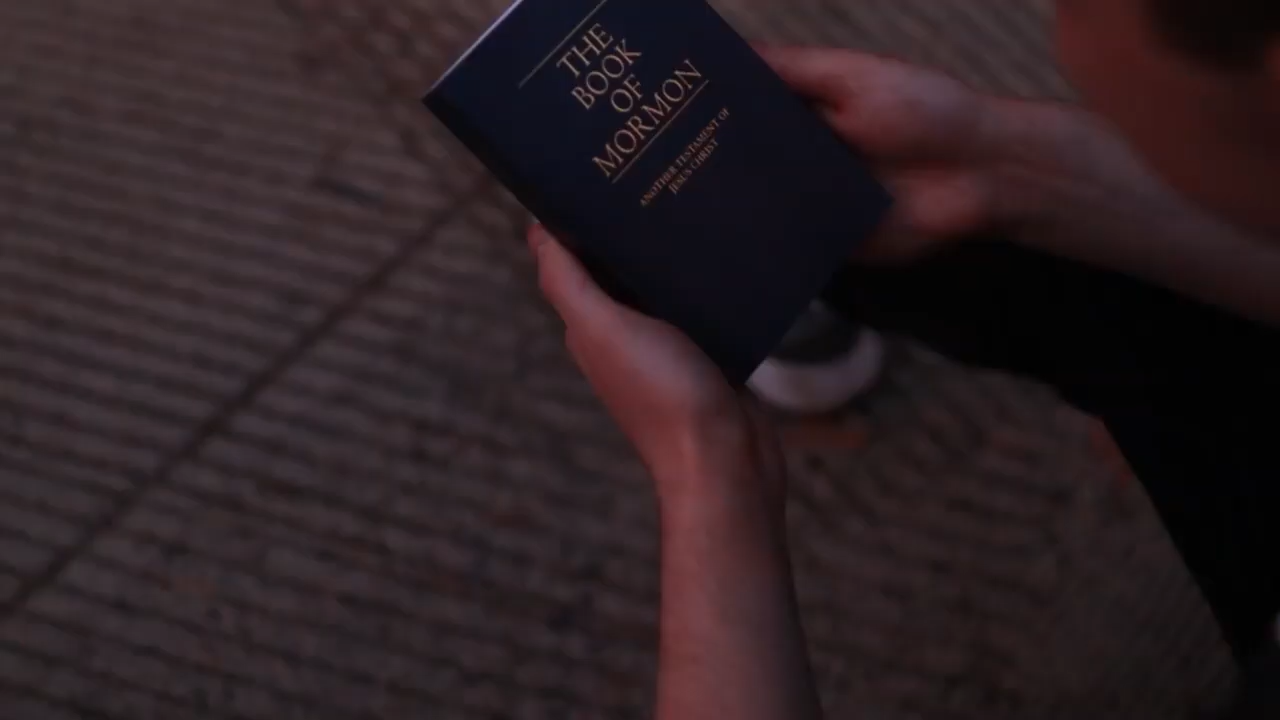 THE
BOOK
OF
MORMON
ANOTHER TESTAMENT OF
JESUS CHRIST